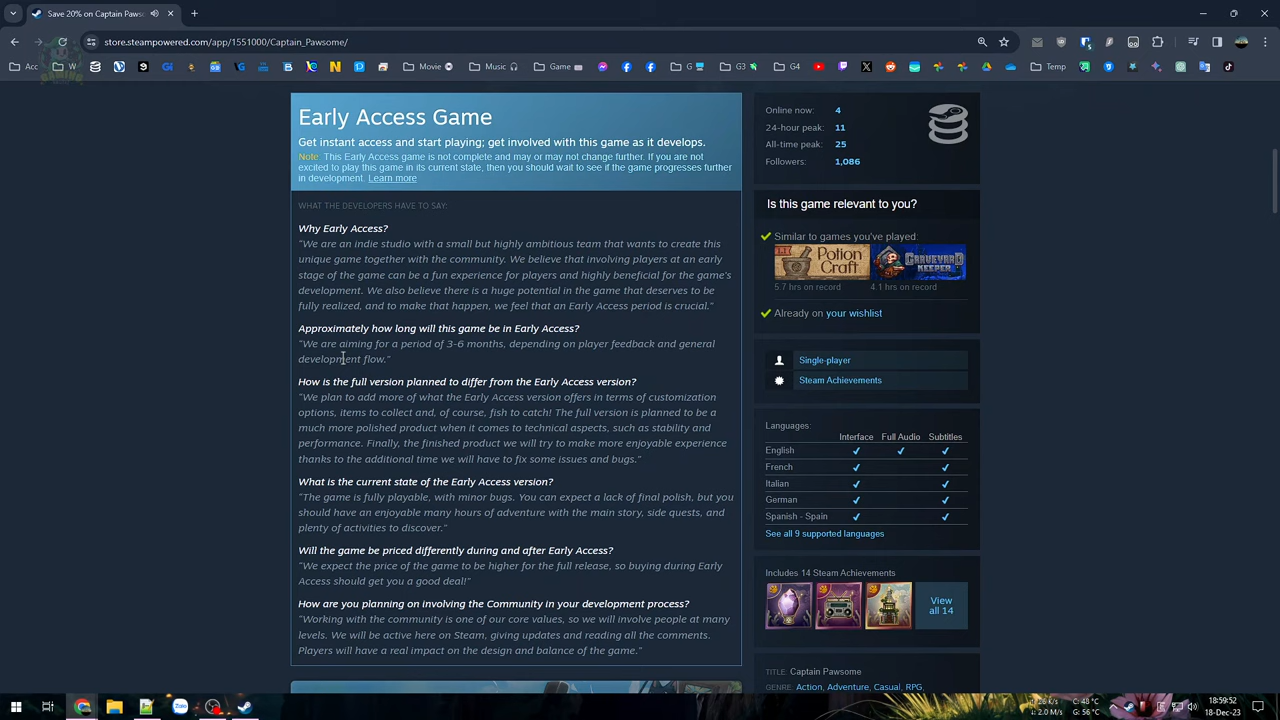 Save 20% on Captain Pawso
store.steampowered.com/app/1551000/Captain_Pawsome/
Acc
W
Movie
Music
Game
G
G3
G4
Temp
GAMING
Early Access Game
Get instant access and start playing; get involved with this game as it develops.
Note: This Early Access game is not complete and may or may not change further. If you are not
excited to play this game in its current state, then you should wait to see if the game progresses further
in development. Learn more
WHAT THE DEVELOPERS HAVE TO SAY:
Why Early Access?
"We are an indie studio with a small but highly ambitious team that wants to create this
unique game together with the community. We believe that involving players at an early
stage of the game can be a fun experience for players and highly beneficial for the game's
development. We also believe there is a huge potential in the game that deserves to be
fully realized, and to make that happen, we feel that an Early Access period is crucial."
Approximately how long will this game be in Early Access?
"We are aiming for a period of 3-6 months, depending on player feedback and general
development flow."
How is the full version planned to differ from the Early Access version?
"We plan to add more of what the Early Access version offers in terms of customization
options, items to collect and, of course, fish to catch! The full version is planned to be a
much more polished product when it comes to technical aspects, such as stability and
performance. Finally, the finished product we will try to make more enjoyable experience
thanks to the additional time we will have to fix some issues and bugs."
What is the current state of the Early Access version?
"The game is fully playable, with minor bugs. You can expect a lack of final polish, but you
should have an enjoyable many hours of adventure with the main story, side quests, and
plenty of activities to discover."
Will the game be priced differently during and after Early Access?
"We expect the price of the game to be higher for the full release, so buying during Early
Access should get you a good deal!"
How are you planning on involving the Community in your development process?
"Working with the community is one of our core values, so we will involve people at many
levels. We will be active here on Steam, giving updates and reading all the comments.
Players will have a real impact on the design and balance of the game."
Online now: 4
24-hour peak: 11
All-time peak: 25
Followers: 1,086
Is this game relevant to you?
Similar to games you've played:
Potion Craft
Graveyard Keeper
5.7 hrs on record
4.1 hrs on record
Already on your wishlist
Single-player
Steam Achievements
Languages:
Interface Full Audio Subtitles
English
French
Italian
German
Spanish - Spain
See all 9 supported languages
Includes 14 Steam Achievements
View
all 14
TITLE: Captain Pawsome
GENRE: Action, Adventure, Casual, RPG,
Zalo
26 K/s
2.0 M/s
C: 48 °C
G: 56 °C
18:59:52
18-Dec-23